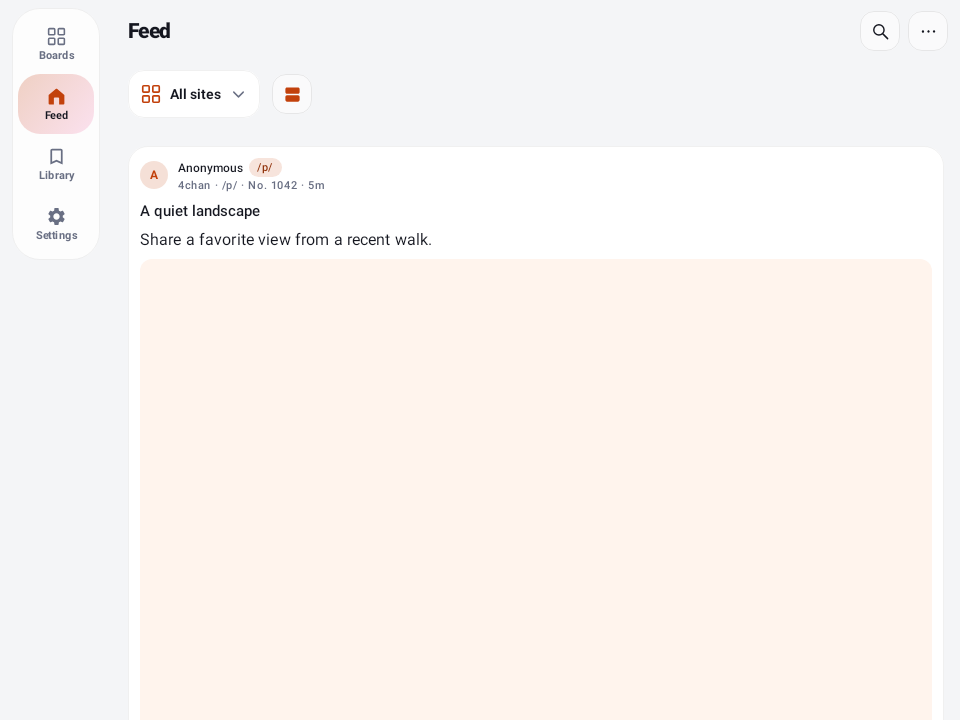 Boards
Feed
Library
Settings
Feed
All sites
A
Anonymous /p/
4chan · /p/ · No. 1042 · 5m
A quiet landscape
Share a favorite view from a recent walk.